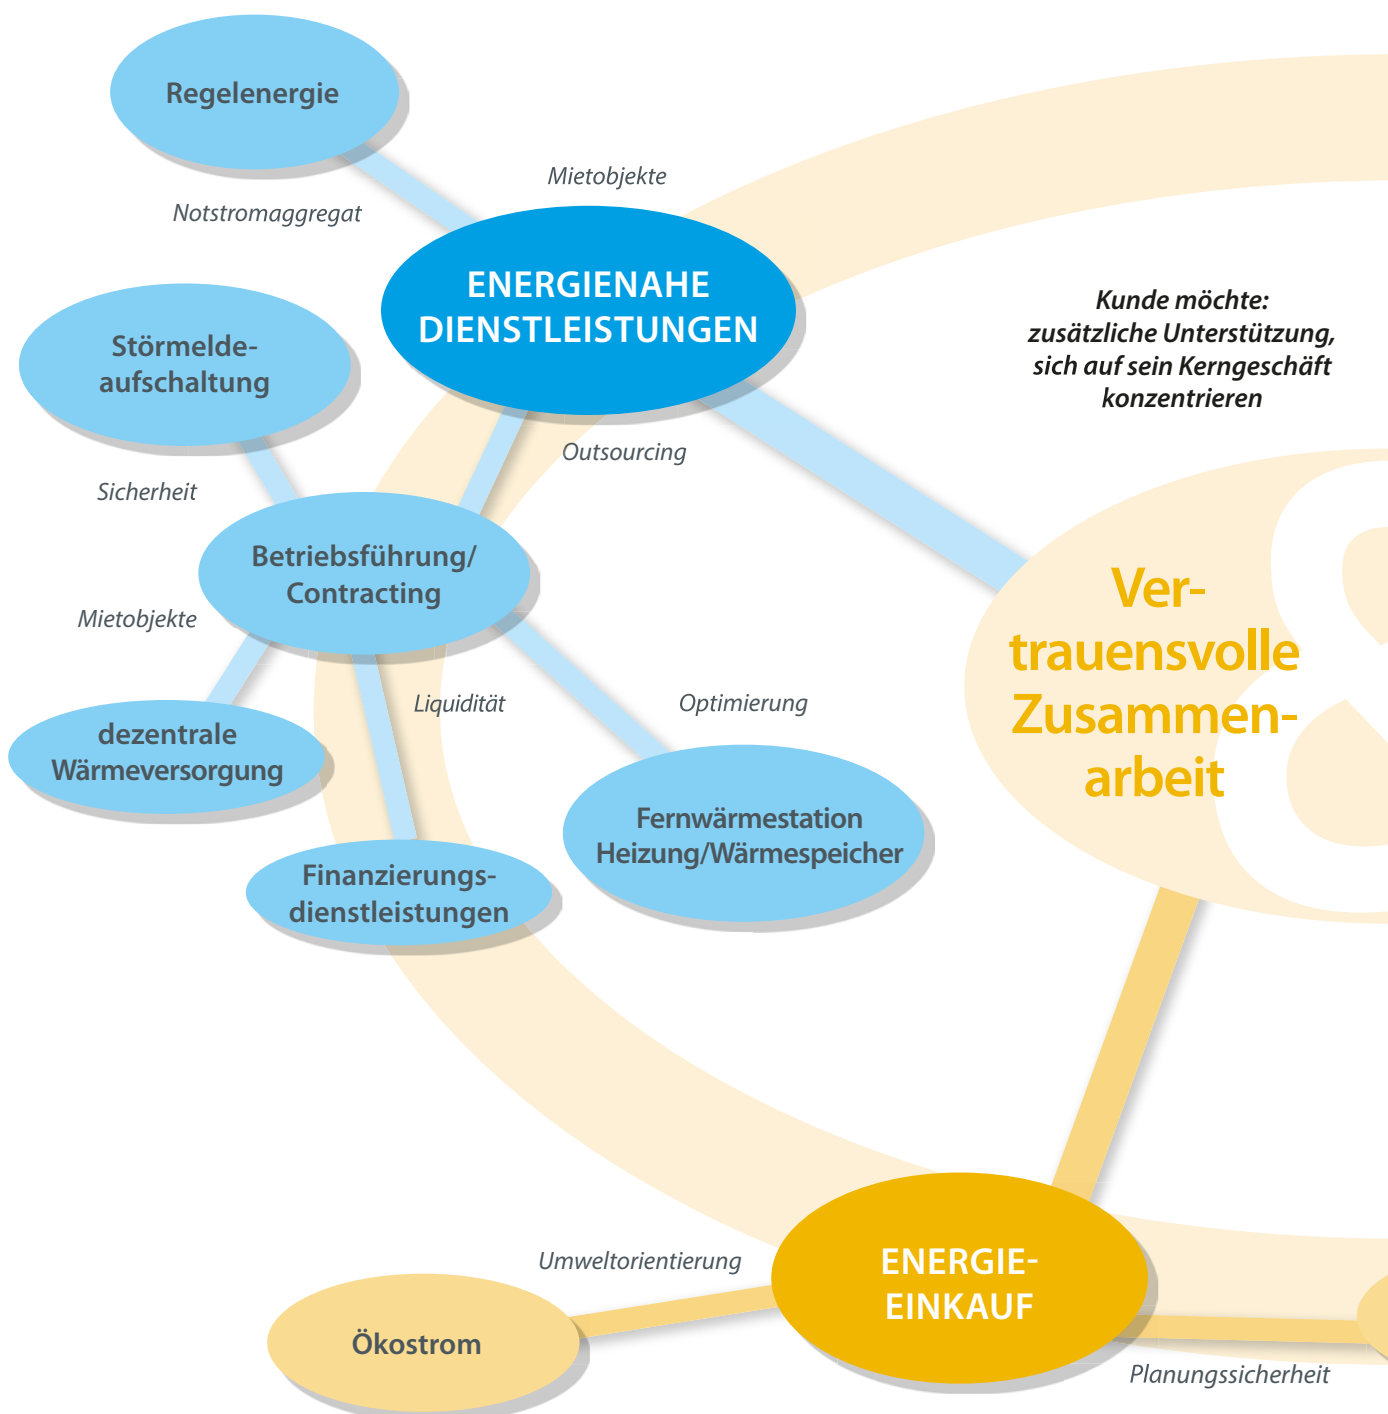 Regelenergie
Mietobjekte
Notstromaggregat
ENERGIENAHE
DIENSTLEISTUNGEN
Kunde möchte:
zusätzliche Unterstützung,
sich auf sein Kerngeschäft
konzentrieren
Störmelde-
aufschaltung
Outsourcing
Sicherheit
Betriebsführung/
Contracting
Mietobjekte
Ver-
trauensvolle
Zusammen-
arbeit
&
Liquidität
Optimierung
dezentrale
Wärmeversorgung
Fernwärmestation
Heizung/Wärmespeicher
Finanzierungs-
dienstleistungen
Umweltorientierung
ENERGIE-
EINKAUF
Ökostrom
Planungssicherheit